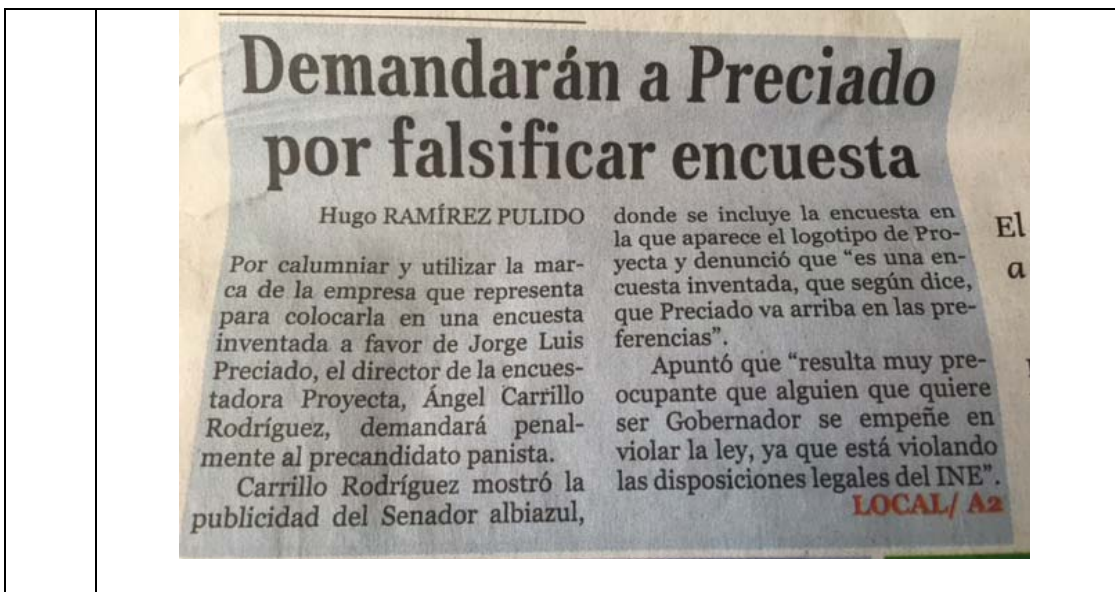 Demandarán a Preciado
por falsificar encuesta
Hugo RAMÍREZ PULIDO
Por calumniar y utilizar la mar-
ca de la empresa que representa
para colocarla en una encuesta
inventada a favor de Jorge Luis
Preciado, el director de la encues-
tadora Proyecta, Ángel Carrillo
Rodríguez, demandará penal-
mente al precandidato panista.
Carrillo Rodríguez mostró la
publicidad del Senador albiazul,
donde se incluye la encuesta en
la que aparece el logotipo de Pro-
yecta y denunció que “es una en-
cuesta inventada, que según dice,
que Preciado va arriba en las pre-
ferencias”.
Apuntó que “resulta muy pre-
ocupante que alguien que quiere
ser Gobernador se empeñe en
violar la ley, ya que está violando
las disposiciones legales del INE”.
LOCAL/ A2
El
a